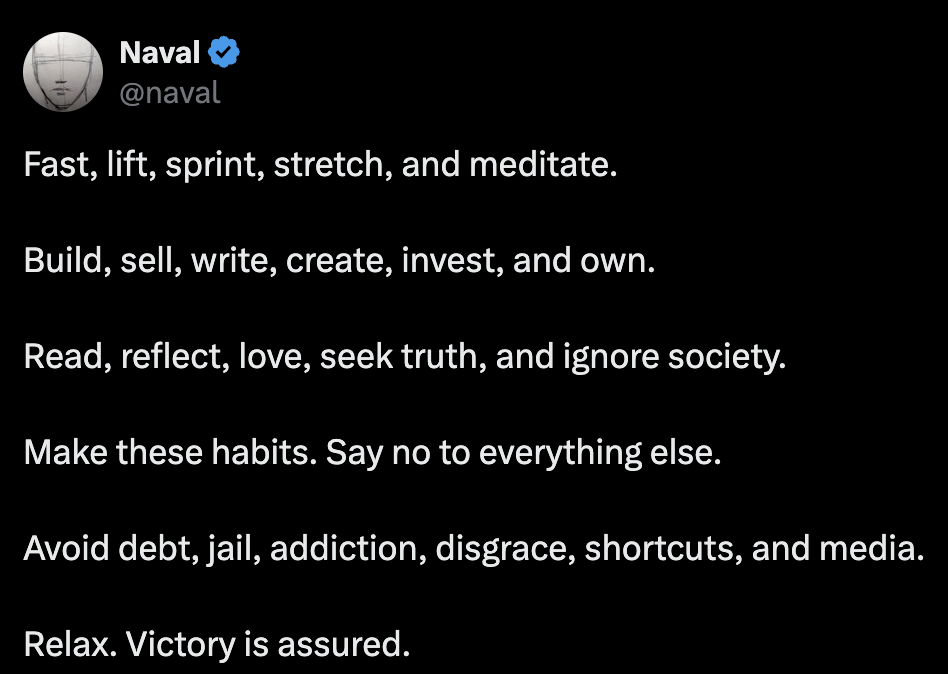 Naval
@naval
Fast, lift, sprint, stretch, and meditate.
Build, sell, write, create, invest, and own.
Read, reflect, love, seek truth, and ignore society.
Make these habits. Say no to everything else.
Avoid debt, jail, addiction, disgrace, shortcuts, and media.
Relax. Victory is assured.